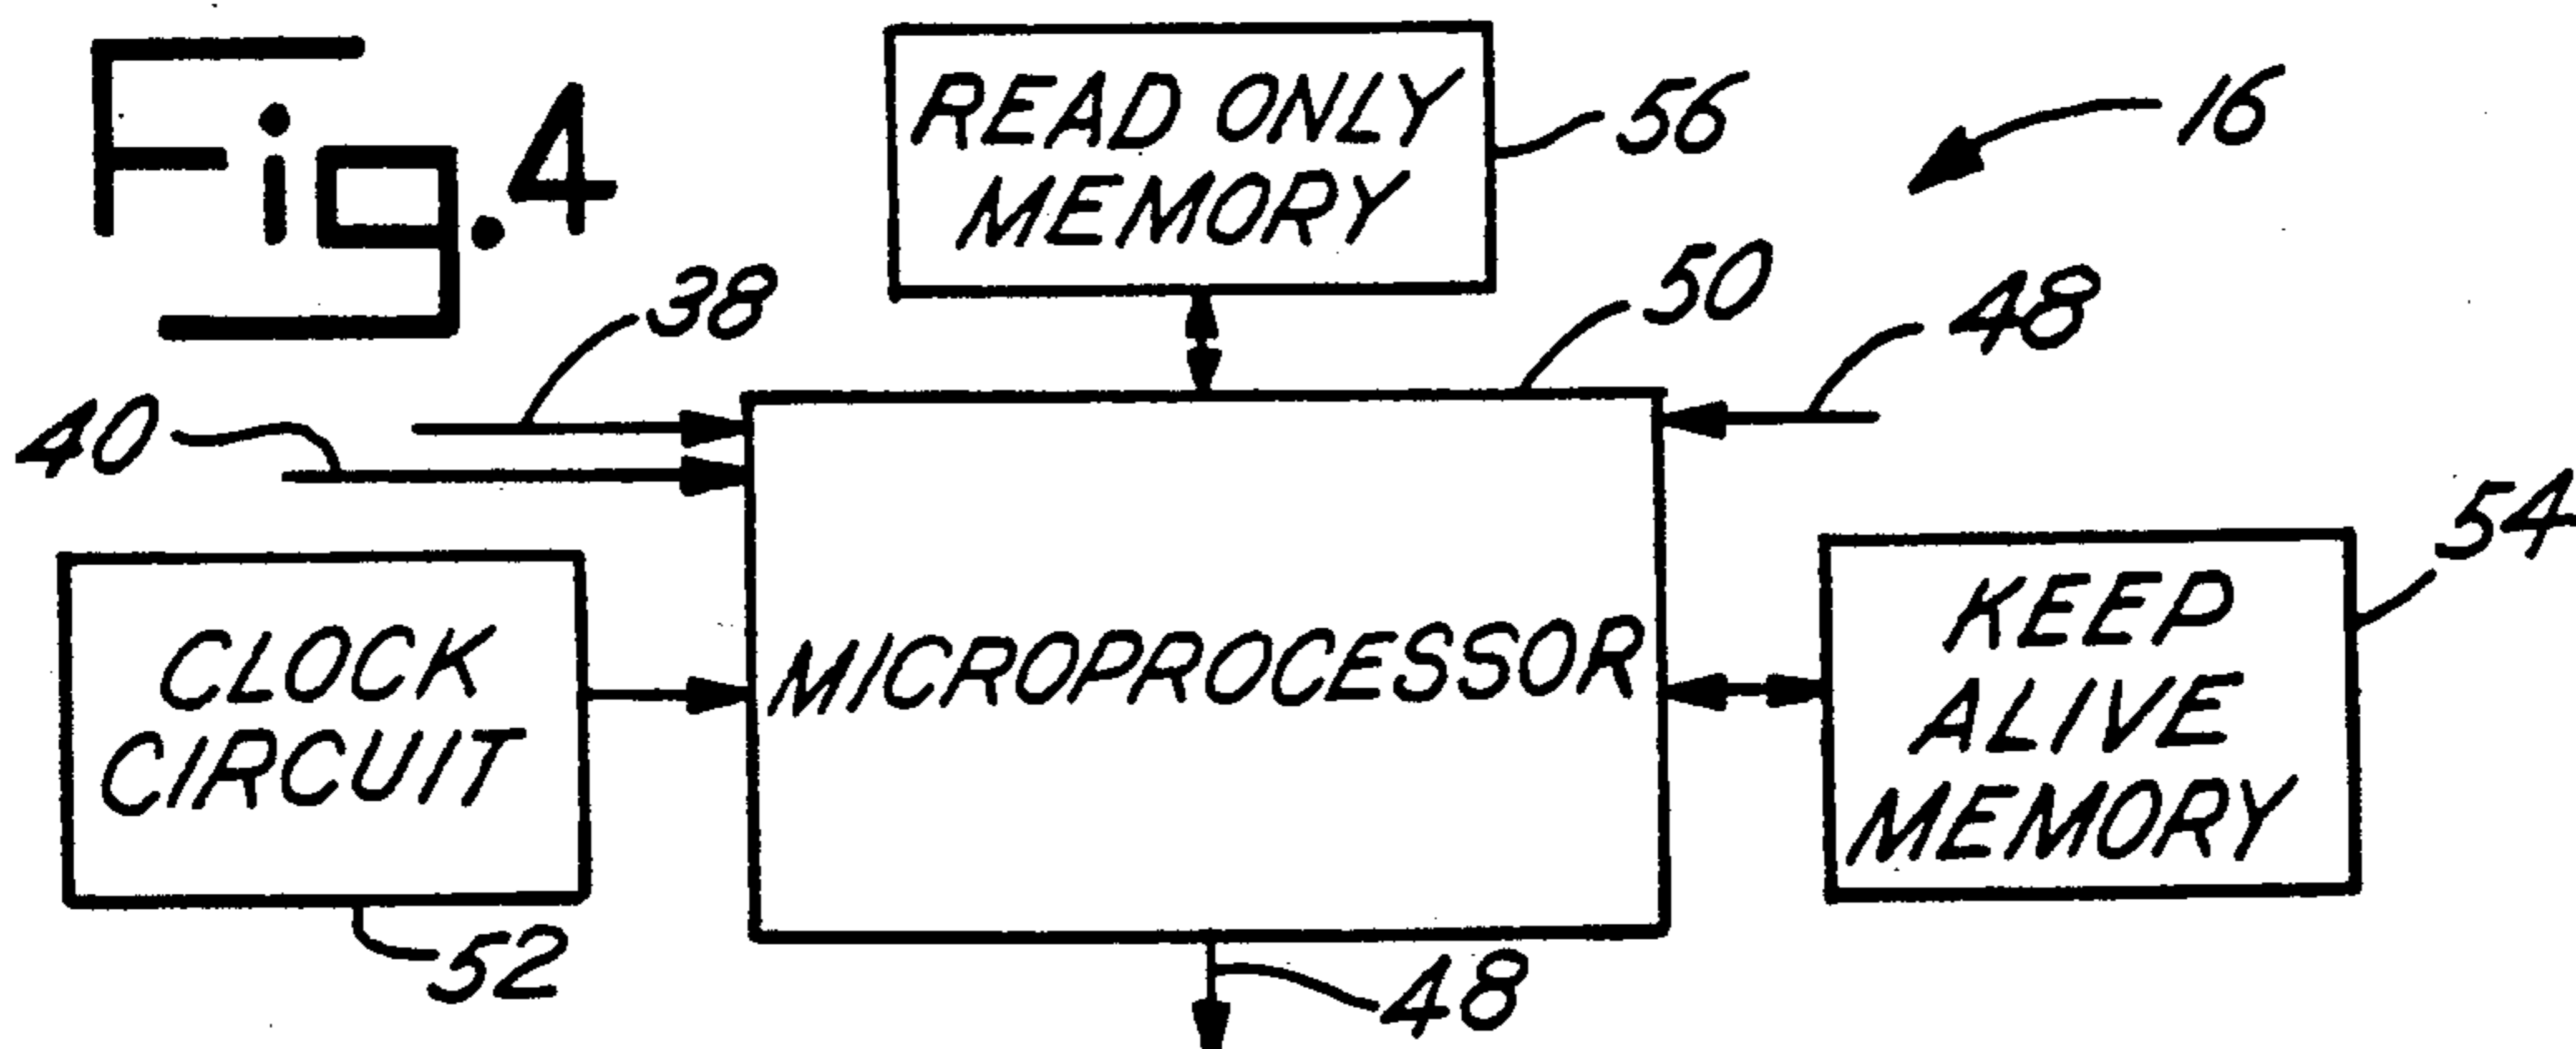 Fig.4
READ ONLY
MEMORY
56
16
38
50
48
40
CLOCK
CIRCUIT
52
MICROPROCESSOR
KEEP
ALIVE
MEMORY
54
48